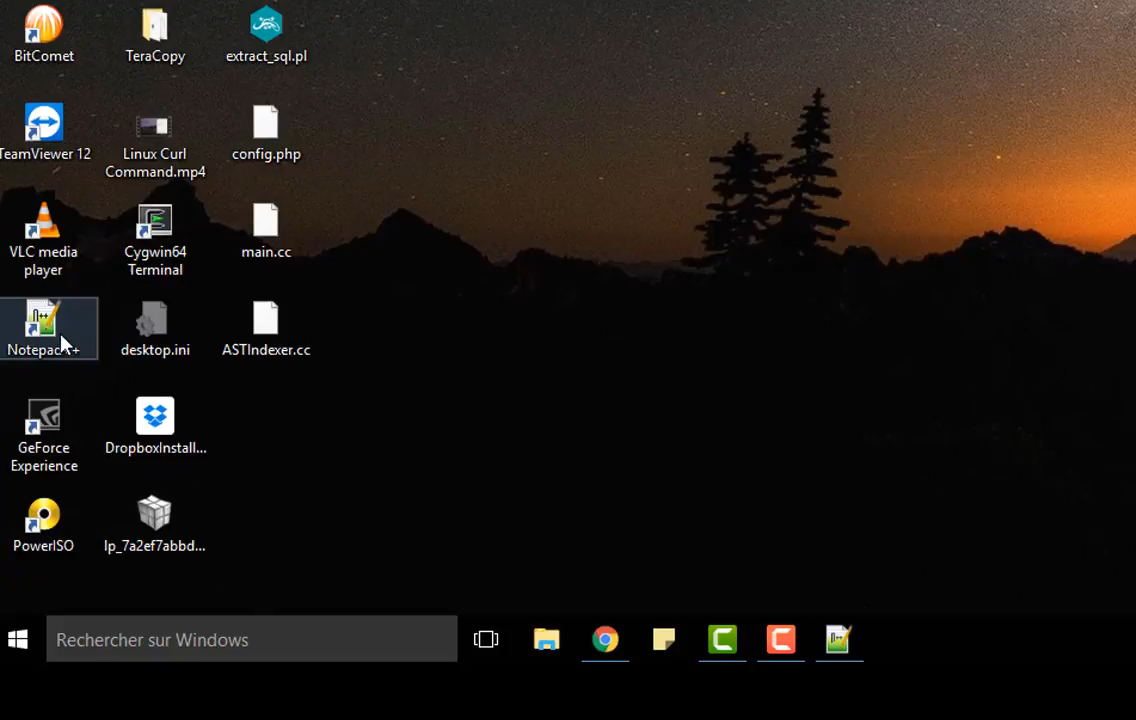 BitComet
TeraCopy
extract_sql.pl
TeamViewer 12
Linux Curl
Command.mp4
config.php
VLC media
player
Cygwin64
Terminal
main.cc
desktop.ini
ASTIndexer.cc
GeForce
Experience
DropboxInstall...
PowerISO
lp_7a2ef7abbd...
Rechercher sur Windows